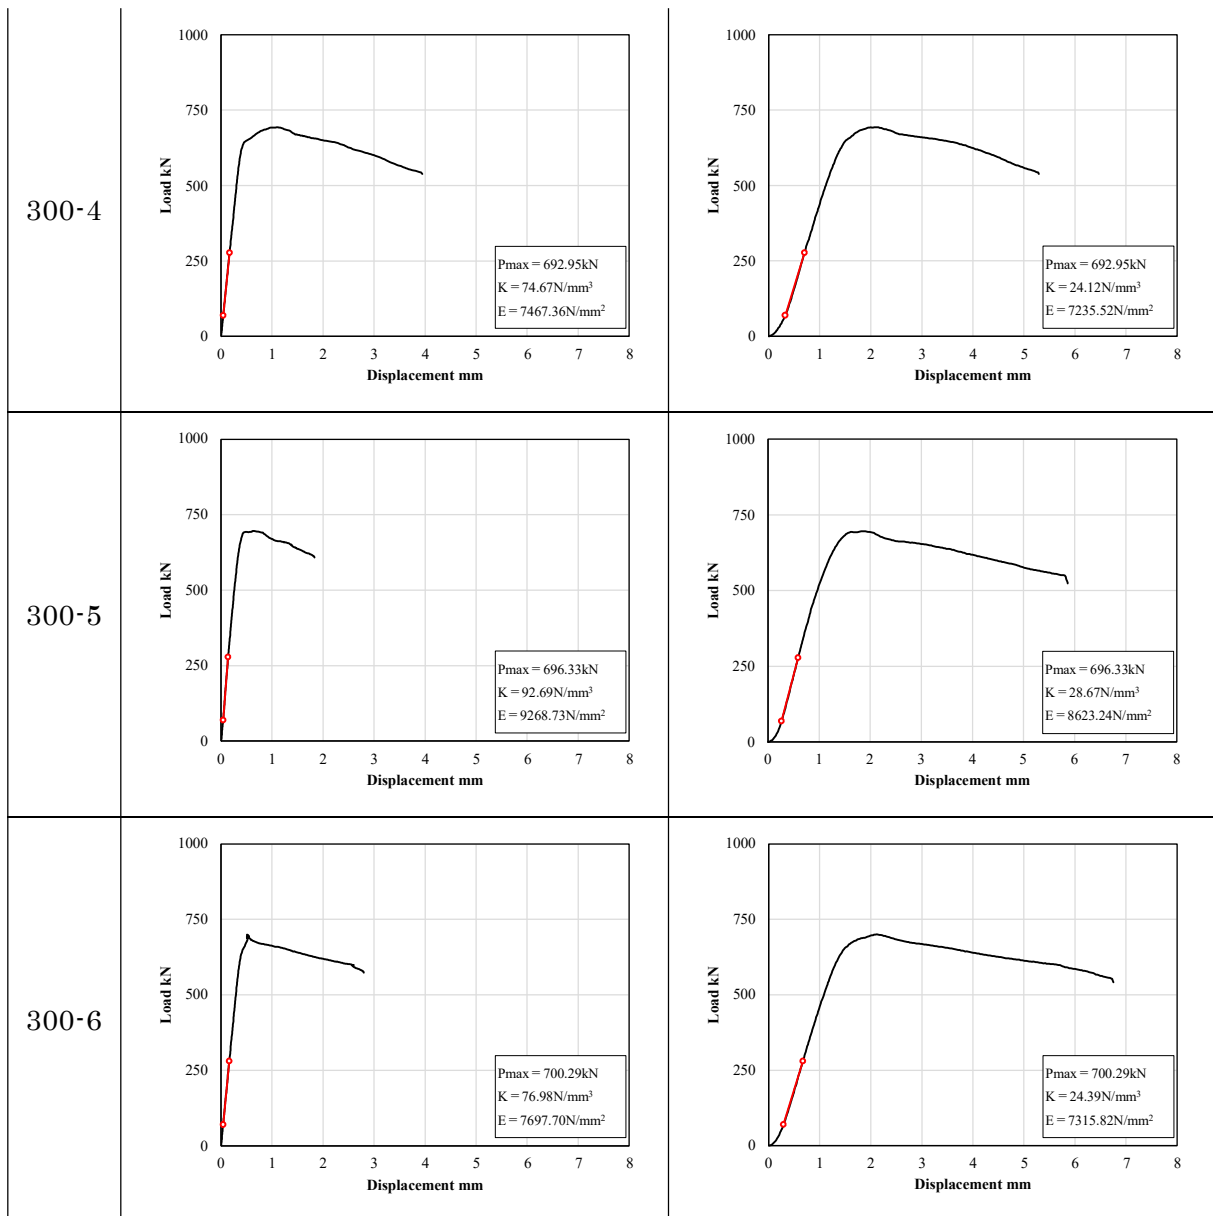 300-4
1000
750
500
250
0
Load kN
0 1 2 3 4 5 6 7 8
Displacement mm
Pmax = 692.95kN
K = 74.67N/mm³
E = 7467.36N/mm²
1000
750
500
250
0
Load kN
0 1 2 3 4 5 6 7 8
Displacement mm
Pmax = 692.95kN
K = 24.12N/mm³
E = 7235.52N/mm²
300-5
1000
750
500
250
0
Load kN
0 1 2 3 4 5 6 7 8
Displacement mm
Pmax = 696.33kN
K = 92.69N/mm³
E = 9268.73N/mm²
1000
750
500
250
0
Load kN
0 1 2 3 4 5 6 7 8
Displacement mm
Pmax = 696.33kN
K = 28.67N/mm³
E = 8623.24N/mm²
300-6
1000
750
500
250
0
Load kN
0 1 2 3 4 5 6 7 8
Displacement mm
Pmax = 700.29kN
K = 76.98N/mm³
E = 7697.70N/mm²
1000
750
500
250
0
Load kN
0 1 2 3 4 5 6 7 8
Displacement mm
Pmax = 700.29kN
K = 24.39N/mm³
E = 7315.82N/mm²